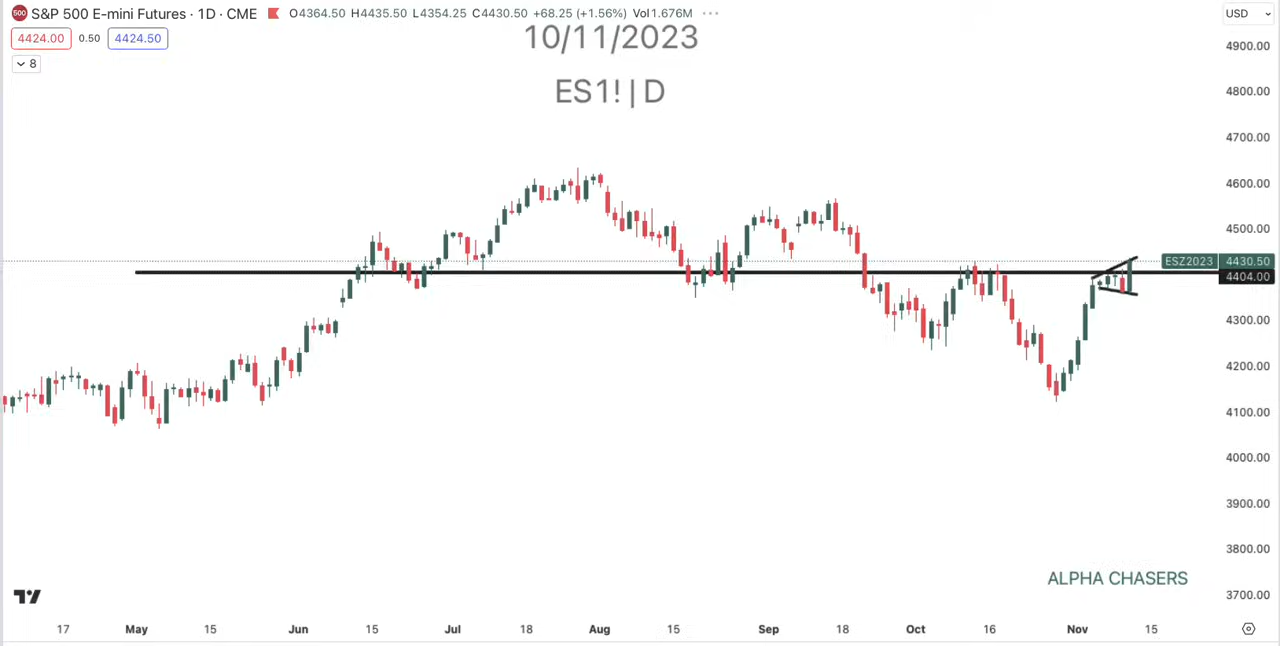 500 S&P 500 E-mini Futures · 1D · CME O4364.50 H4435.50 L4354.25 C4430.50 +68.25 (+1.56%) Vol1.676M ···
USD
4424.00 0.50 4424.50
8
10/11/2023
ES1! | D
4900.00
4800.00
4700.00
4600.00
4500.00
ESZ2023 4430.50
4404.00
4300.00
4200.00
4100.00
4000.00
3900.00
3800.00
3700.00
ALPHA CHASERS
17 May 15 Jun 15 Jul 18 Aug 15 Sep 18 Oct 16 Nov 15